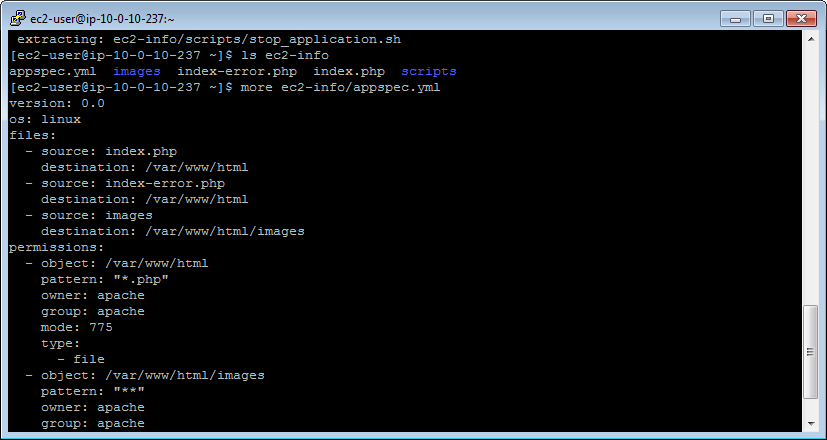 ec2-user@ip-10-0-10-237:~
 extracting: ec2-info/scripts/stop_application.sh
[ec2-user@ip-10-0-10-237 ~]$ ls ec2-info
appspec.yml  images  index-error.php  index.php  scripts
[ec2-user@ip-10-0-10-237 ~]$ more ec2-info/appspec.yml
version: 0.0
os: linux
files:
  - source: index.php
    destination: /var/www/html
  - source: index-error.php
    destination: /var/www/html
  - source: images
    destination: /var/www/html/images
permissions:
  - object: /var/www/html
    pattern: "*.php"
    owner: apache
    group: apache
    mode: 775
    type:
      - file
  - object: /var/www/html/images
    pattern: "**"
    owner: apache
    group: apache